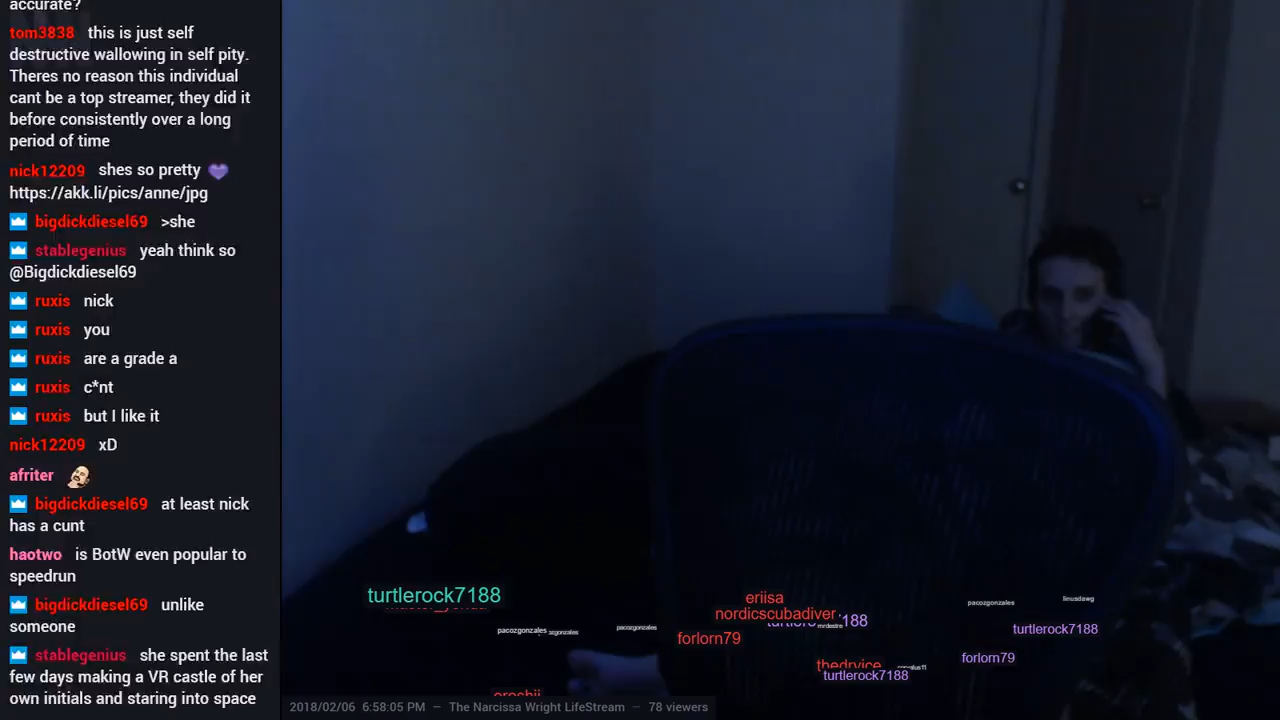 accurate?
tom3838 this is just self
destructive wallowing in self pity.
Theres no reason this individual
cant be a top streamer, they did it
before consistently over a long
period of time
nick12209 shes so pretty
https://akk.li/pics/anne/jpg
bigdickdiesel69 >she
stablegenius yeah think so
@Bigdickdiesel69
ruxis nick
ruxis you
ruxis are a grade a
ruxis c*nt
ruxis but I like it
nick12209 xD
afriter
bigdickdiesel69 at least nick
has a cunt
haotwo is BotW even popular to
speedrun
bigdickdiesel69 unlike
someone
stablegenius she spent the last
few days making a VR castle of her
own initials and staring into space
turtlerock7188
eriisa
nordicscubadiver
188
pacozgonzales
linusdawg
pacozgonzales
pacozgonzales
forlorn79
turtlerock7188
forlorn79
thedrvice
turtlerock7188
2018/02/06 6:58:05 PM — The Narcissa Wright LifeStream — 78 viewers